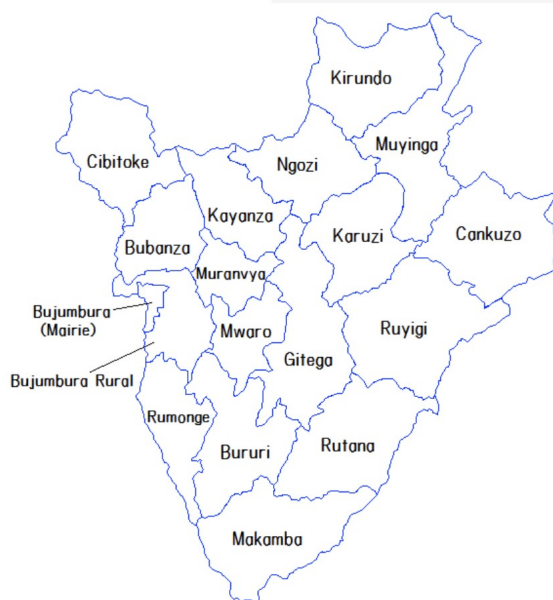 Kirundo
Muyinga
Cibitoke
Ngozi
Kayanza
Karuzi
Cankuzo
Bubanza
Muranvya
Bujumbura
(Mairie)
Mwaro
Ruyigi
Gitega
Bujumbura Rural
Rumonge
Rutana
Bururi
Makamba